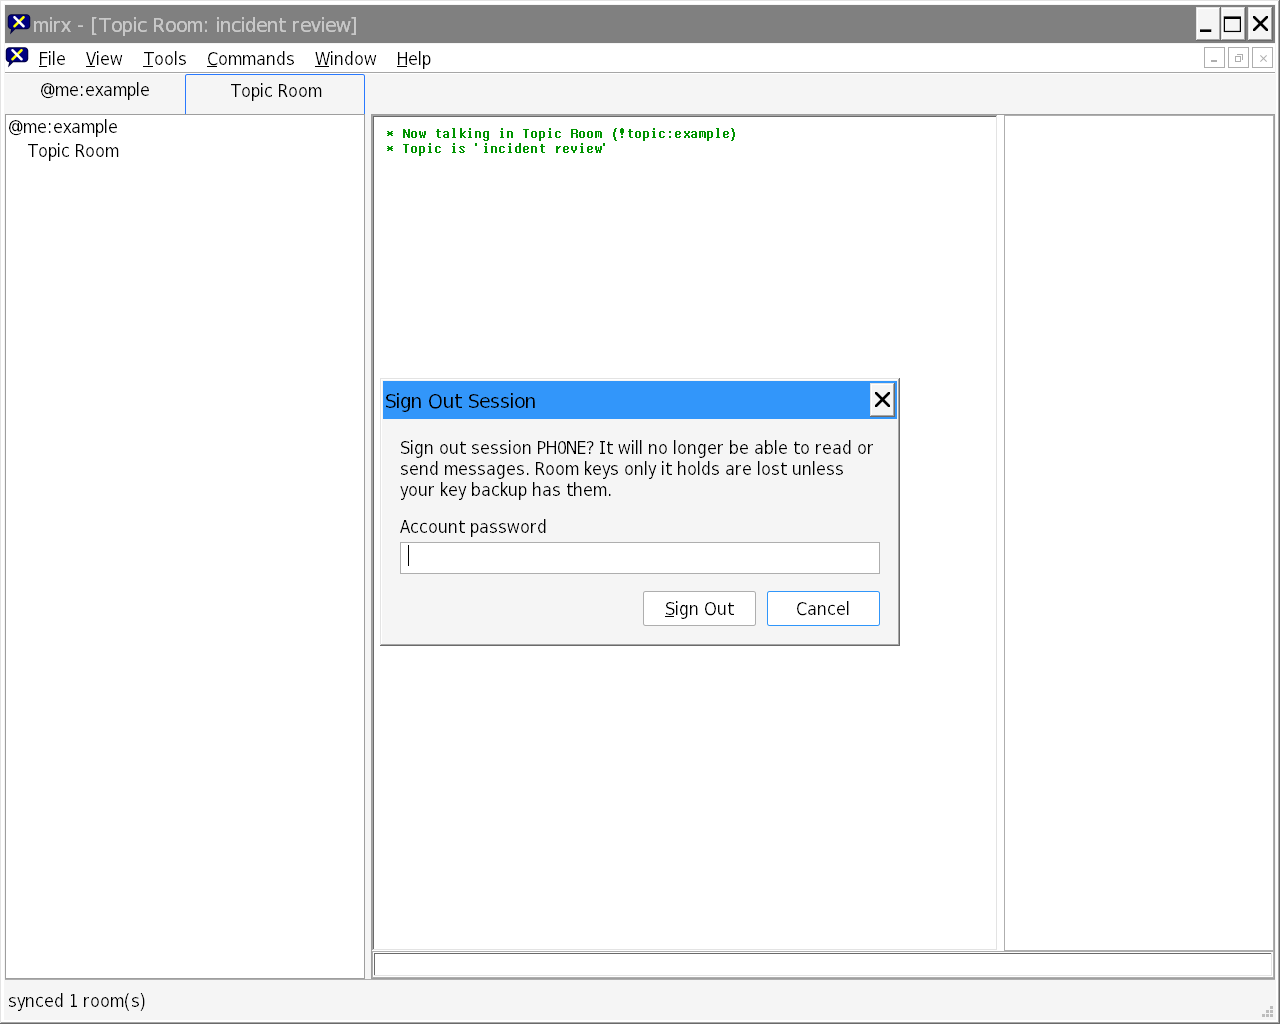 mirx - [Topic Room: incident review]
File View Tools Commands Window Help
@me:example Topic Room
@me:example
Topic Room
* Now talking in Topic Room (!topic:example)
* Topic is 'incident review'
Sign Out Session
Sign out session PHONE? It will no longer be able to read or
send messages. Room keys only it holds are lost unless
your key backup has them.
Account password
Sign Out Cancel
synced 1 room(s)